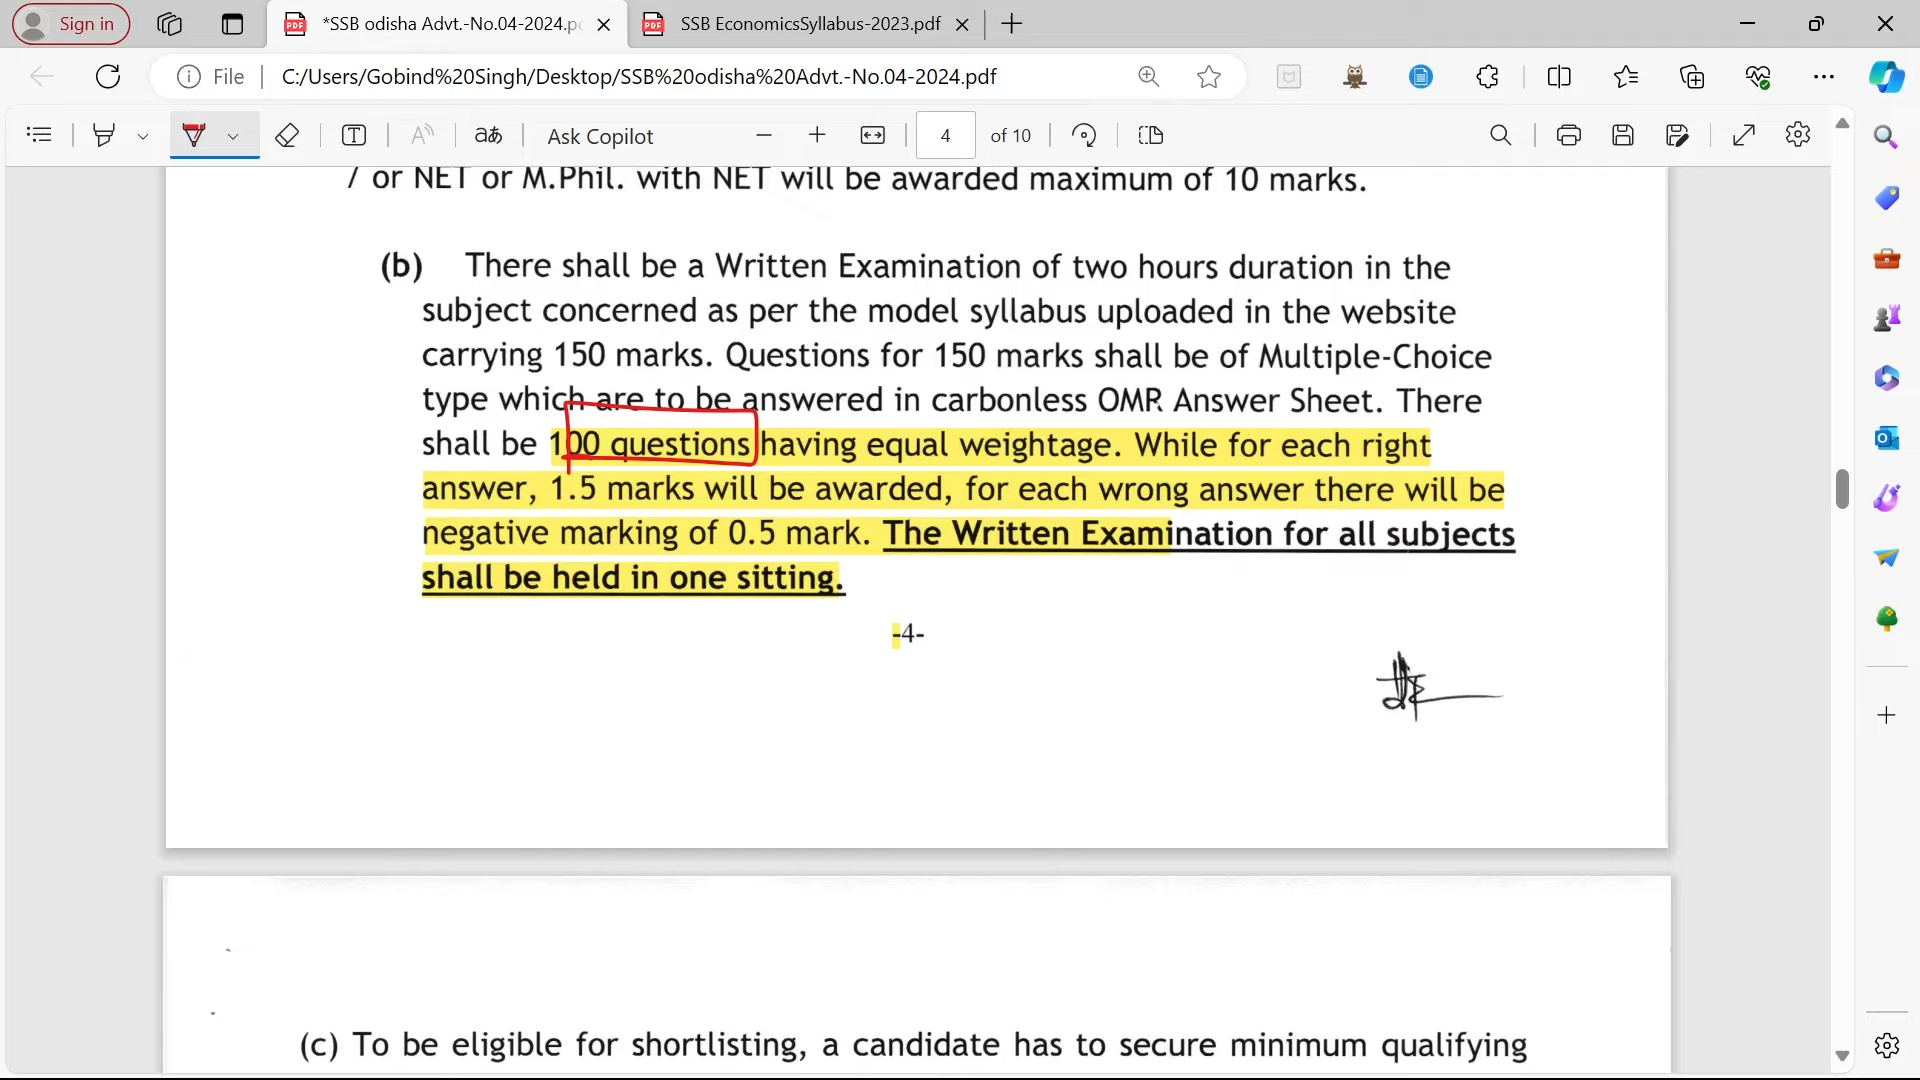 Sign in
*SSB odisha Advt.-No.04-2024.pd
SSB EconomicsSyllabus-2023.pdf
File
C:/Users/Gobind%20Singh/Desktop/SSB%20odisha%20Advt.-No.04-2024.pdf
aあ
Ask Copilot
4
of 10
/ or NET or M.Phil. with NET will be awarded maximum of 10 marks.
(b) There shall be a Written Examination of two hours duration in the
subject concerned as per the model syllabus uploaded in the website
carrying 150 marks. Questions for 150 marks shall be of Multiple-Choice
type which are to be answered in carbonless OMR Answer Sheet. There
shall be 100 questions having equal weightage. While for each right
answer, 1.5 marks will be awarded, for each wrong answer there will be
negative marking of 0.5 mark. The Written Examination for all subjects
shall be held in one sitting.
-4-
(c) To be eligible for shortlisting, a candidate has to secure minimum qualifying